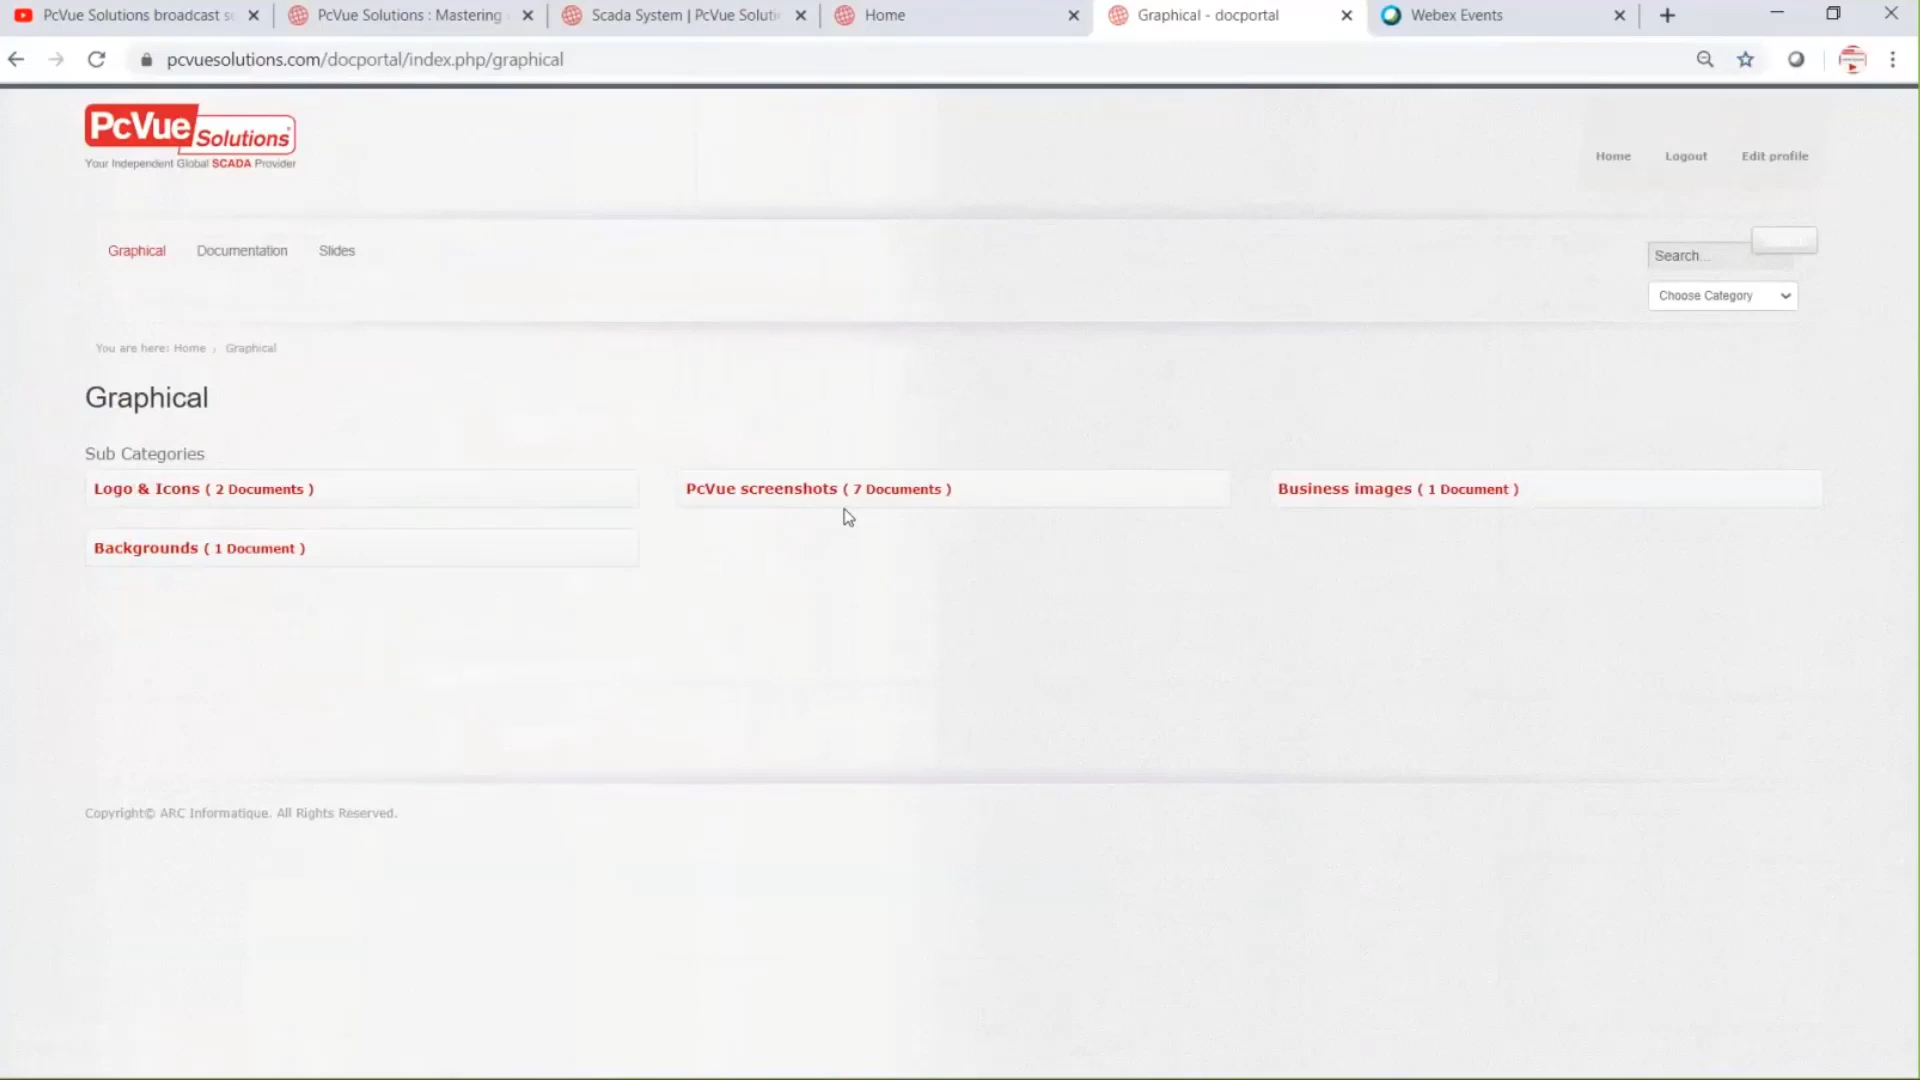 PcVue Solutions broadcast s
PcVue Solutions : Mastering
Scada System | PcVue Soluti
Home
Graphical - docportal
Webex Events
pcvuesolutions.com/docportal/index.php/graphical
PcVue Solutions
Your Independent Global SCADA Provider
Home
Logout
Edit profile
Graphical
Documentation
Slides
Search...
Choose Category
You are here: Home › Graphical
Graphical
Sub Categories
Logo & Icons ( 2 Documents )
PcVue screenshots ( 7 Documents )
Business images ( 1 Document )
Backgrounds ( 1 Document )
Copyright© ARC Informatique. All Rights Reserved.